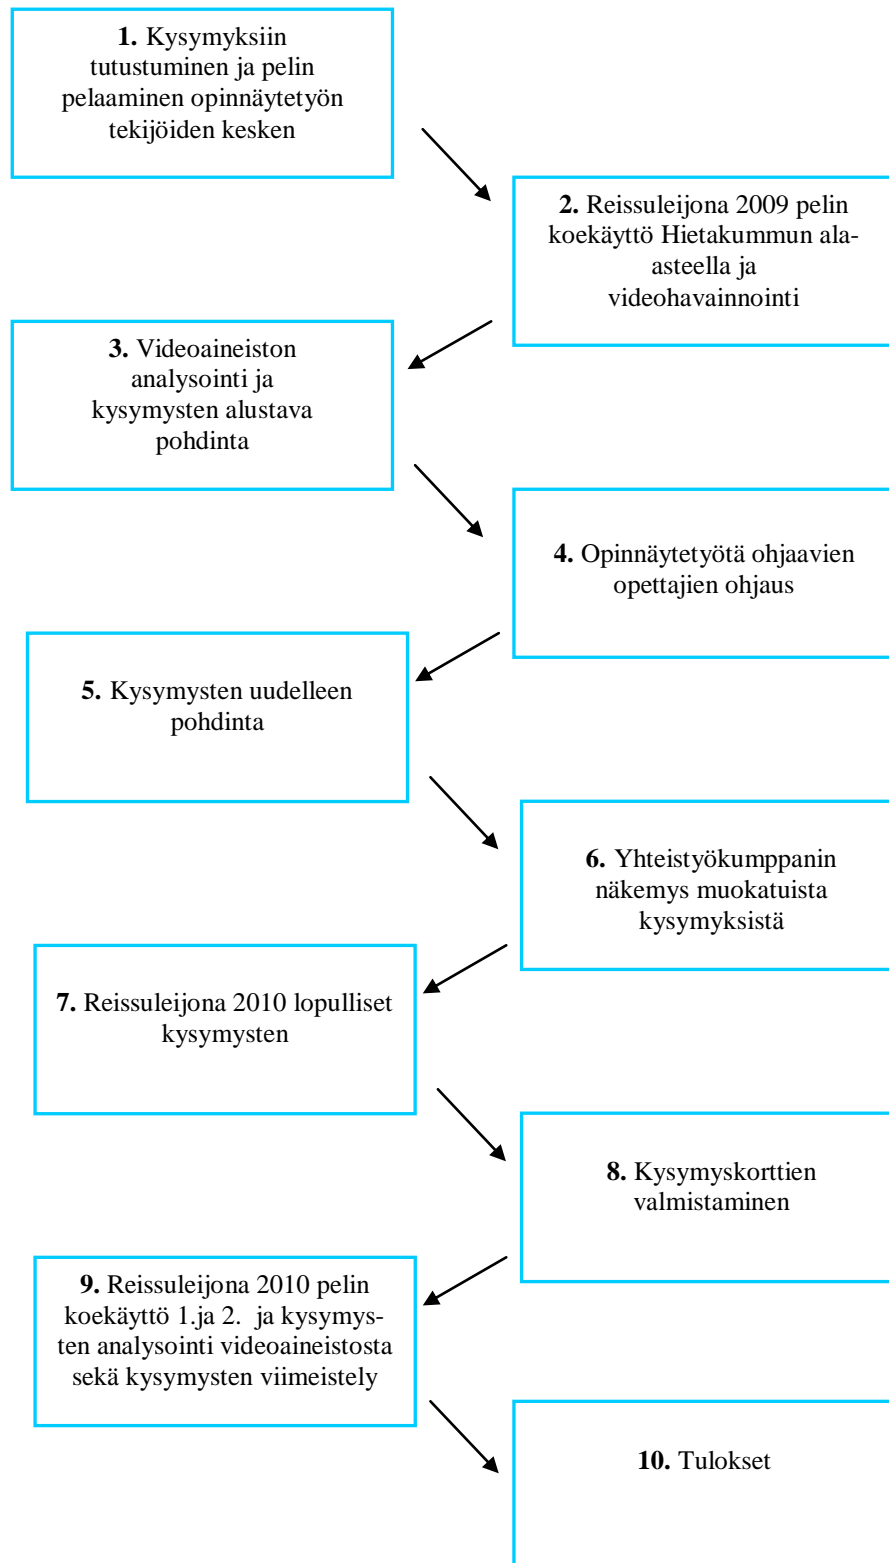 1. Kysymyksiin
tutustuminen ja pelin
pelaaminen opinnäytetyön
tekijöiden kesken
2. Reissuleijona 2009 pelin
koekäyttö Hietakummun ala-
asteella ja
videohavainnointi
3. Videoaineiston
analysointi ja
kysymysten alustava
pohdinta
4. Opinnäytetyötä ohjaavien
opettajien ohjaus
5. Kysymysten uudelleen
pohdinta
6. Yhteistyökumppanin
näkemys muokatuista
kysymyksistä
7. Reissuleijona 2010 lopulliset
kysymysten
8. Kysymyskorttien
valmistaminen
9. Reissuleijona 2010 pelin
koekäyttö 1.ja 2. ja kysymys-
ten analysointi videoaineistosta
sekä kysymysten viimeistely
10. Tulokset